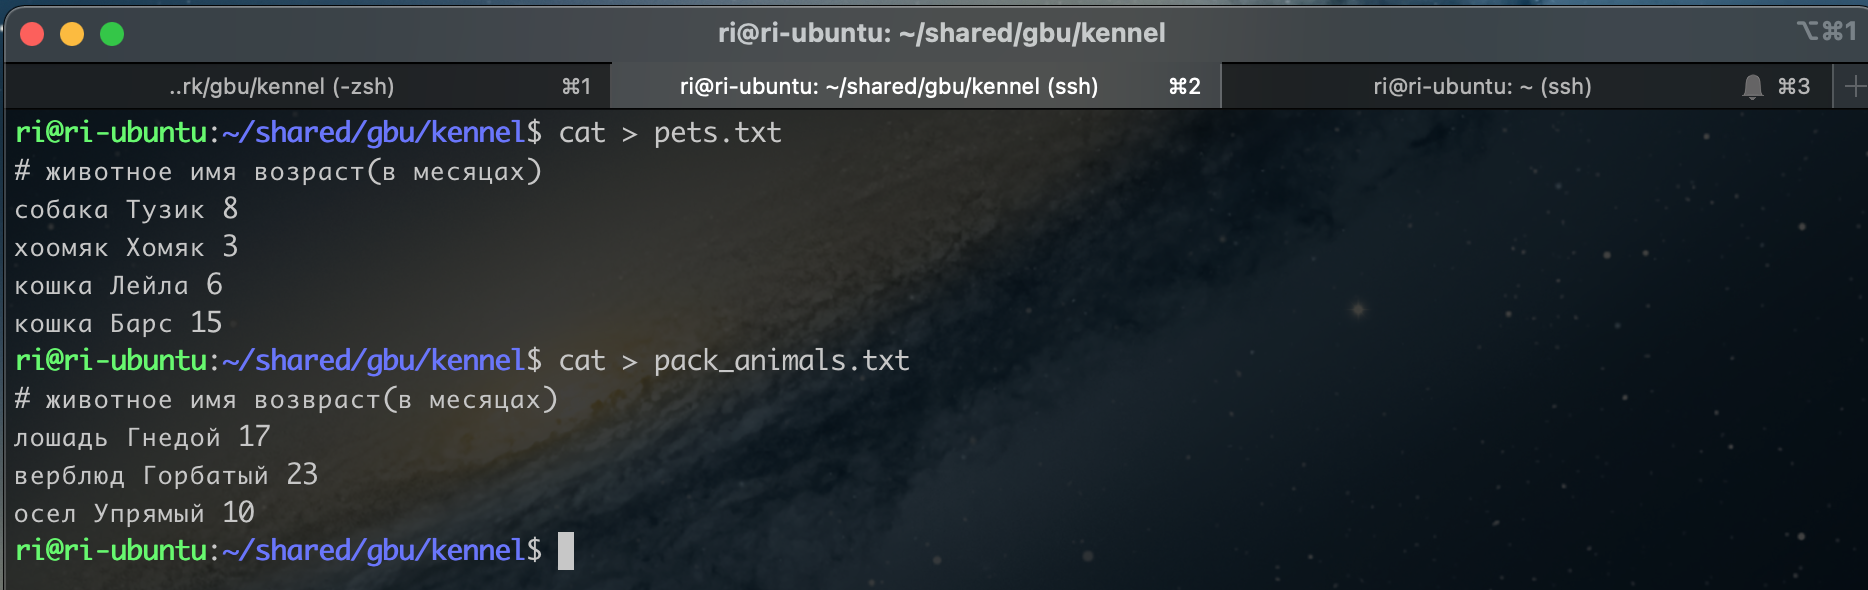 ri@ri-ubuntu: ~/shared/gbu/kennel
⌥⌘1
..rk/gbu/kennel (-zsh) ⌘1 ri@ri-ubuntu: ~/shared/gbu/kennel (ssh) ⌘2 ri@ri-ubuntu: ~ (ssh) ⌘3
ri@ri-ubuntu:~/shared/gbu/kennel$ cat > pets.txt
# животное имя возраст(в месяцах)
собака Тузик 8
хоомяк Хомяк 3
кошка Лейла 6
кошка Барс 15
ri@ri-ubuntu:~/shared/gbu/kennel$ cat > pack_animals.txt
# животное имя возвраст(в месяцах)
лошадь Гнедой 17
верблюд Горбатый 23
осел Упрямый 10
ri@ri-ubuntu:~/shared/gbu/kennel$